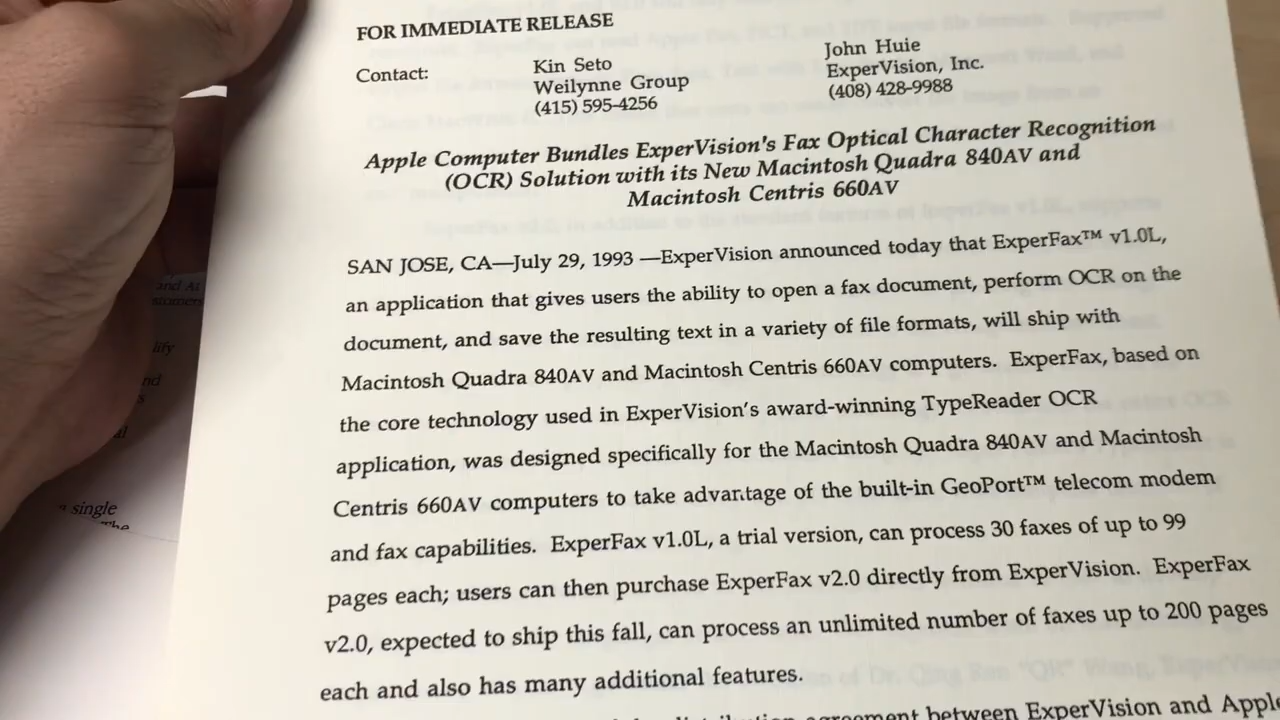 FOR IMMEDIATE RELEASE
Contact:
Kin Seto
Weilynne Group
(415) 595-4256
John Huie
ExperVision, Inc.
(408) 428-9988
Apple Computer Bundles ExperVision's Fax Optical Character Recognition
(OCR) Solution with its New Macintosh Quadra 840AV and
Macintosh Centris 660AV
SAN JOSE, CA—July 29, 1993 —ExperVision announced today that ExperFax™ v1.0L,
an application that gives users the ability to open a fax document, perform OCR on the
document, and save the resulting text in a variety of file formats, will ship with
Macintosh Quadra 840AV and Macintosh Centris 660AV computers. ExperFax, based on
the core technology used in ExperVision's award-winning TypeReader OCR
application, was designed specifically for the Macintosh Quadra 840AV and Macintosh
Centris 660AV computers to take advantage of the built-in GeoPort™ telecom modem
and fax capabilities. ExperFax v1.0L, a trial version, can process 30 faxes of up to 99
pages each; users can then purchase ExperFax v2.0 directly from ExperVision. ExperFax
v2.0, expected to ship this fall, can process an unlimited number of faxes up to 200 pages
each and also has many additional features.
agreement between ExperVision and Apple
and At
single
The